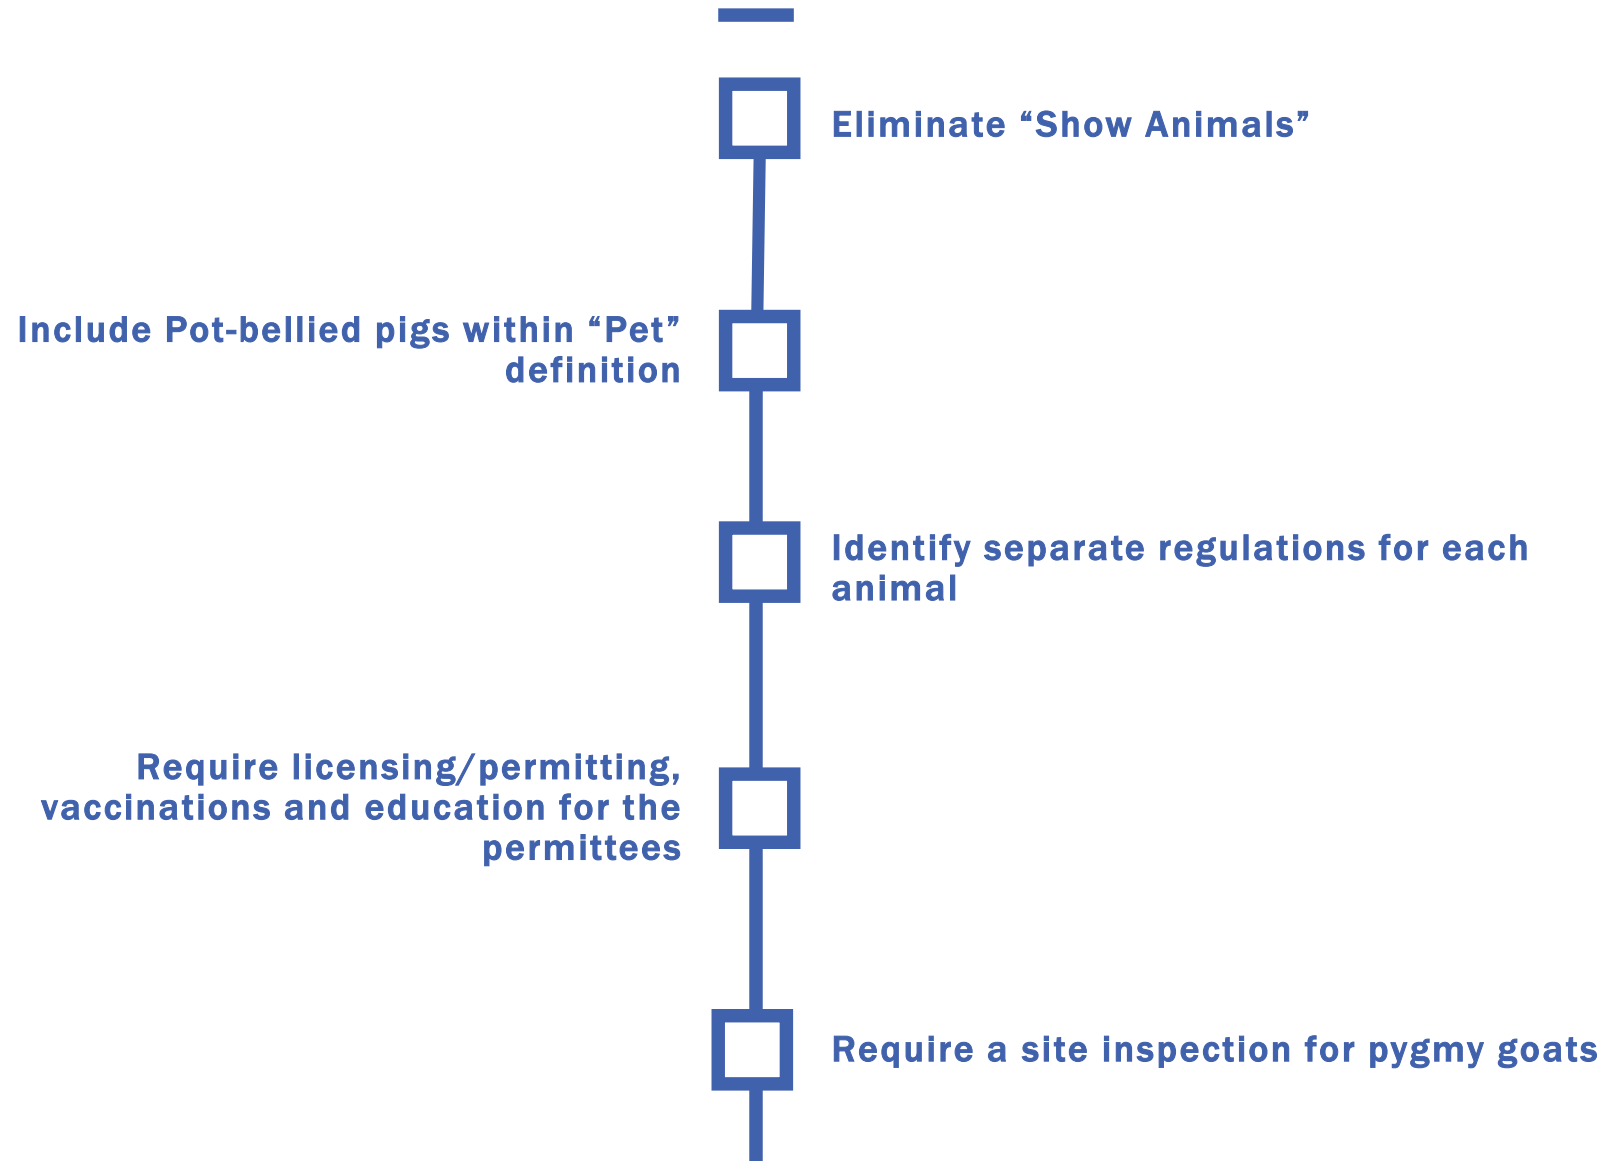 Eliminate “Show Animals”
Include Pot-bellied pigs within “Pet”
definition
Identify separate regulations for each
animal
Require licensing/permitting,
vaccinations and education for the
permittees
Require a site inspection for pygmy goats